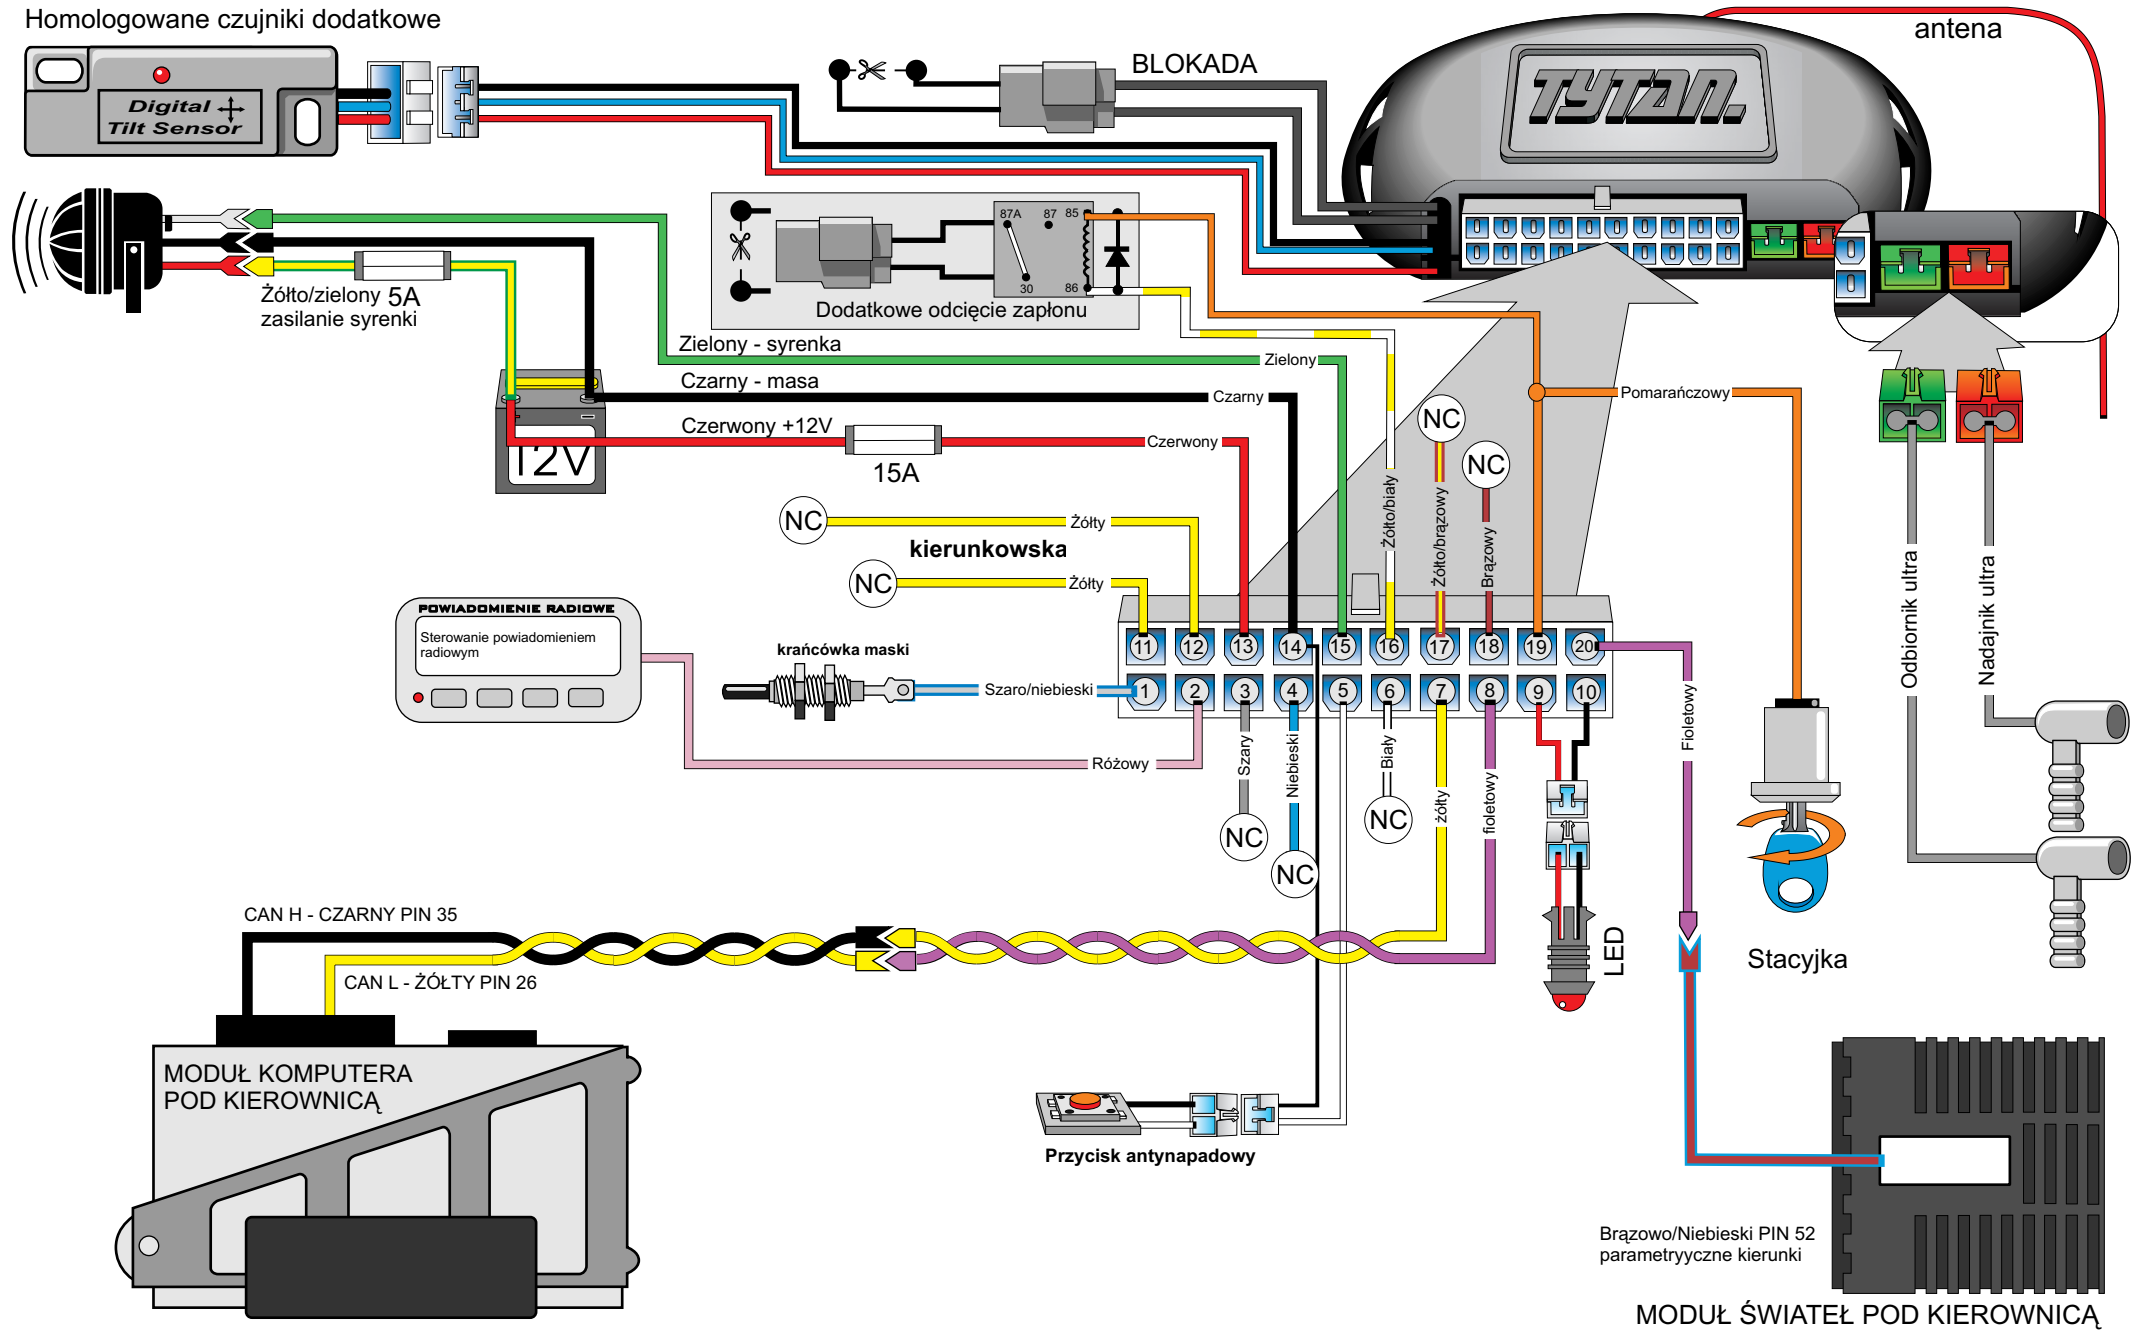 Homologowane czujniki dodatkowe
Digital
Tilt Sensor
BLOKADA
TYTAN.
antena
87A 87 85
30 86
Dodatkowe odcięcie zapłonu
Żółto/zielony 5A
zasilanie syrenki
Zielony - syrenka
Zielony
Czarny - masa
Czarny
Czerwony +12V
Czerwony
15A
12V
Pomarańczowy
NC
NC
NC
Żółty
kierunkowska
NC
Żółty
Żółto/biały
Żółto/brązowy
Brązowy
Odbiornik ultra
Nadajnik ultra
POWIADOMIENIE RADIOWE
Sterowanie powiadomieniem
radiowym
krańcówka maski
Szaro/niebieski
11 12 13 14 15 16 17 18 19 20
1 2 3 4 5 6 7 8 9 10
Różowy
Szary
Niebieski
Biały
żółty
fioletowy
Fioletowy
NC
NC
NC
CAN H - CZARNY PIN 35
CAN L - ŻÓŁTY PIN 26
LED
Stacyjka
MODUŁ KOMPUTERA
POD KIEROWNICĄ
Przycisk antynapadowy
Brązowo/Niebieski PIN 52
parametryyczne kierunki
MODUŁ ŚWIATEŁ POD KIEROWNICĄ